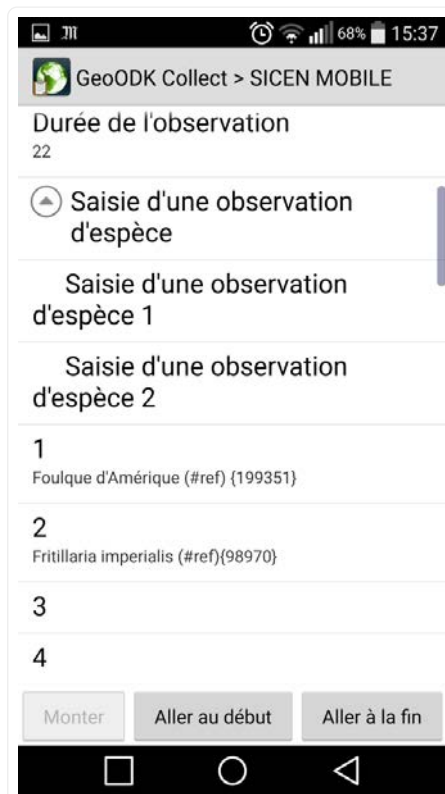 68% 15:37
GeoODK Collect > SICEN MOBILE
Durée de l'observation
22
Saisie d'une observation
d'espèce
Saisie d'une observation
d'espèce 1
Saisie d'une observation
d'espèce 2
1
Foulque d'Amérique (#ref) {199351}
2
Fritillaria imperialis (#ref){98970}
3
4
Monter Aller au début Aller à la fin